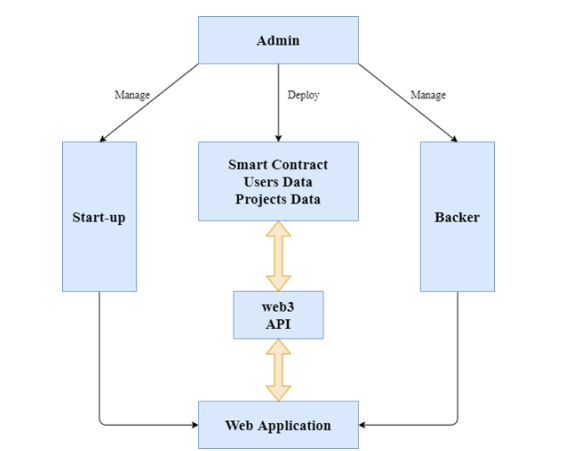 Admin
Manage
Deploy
Manage
Start-up
Smart Contract
Users Data
Projects Data
Backer
web3
API
Web Application